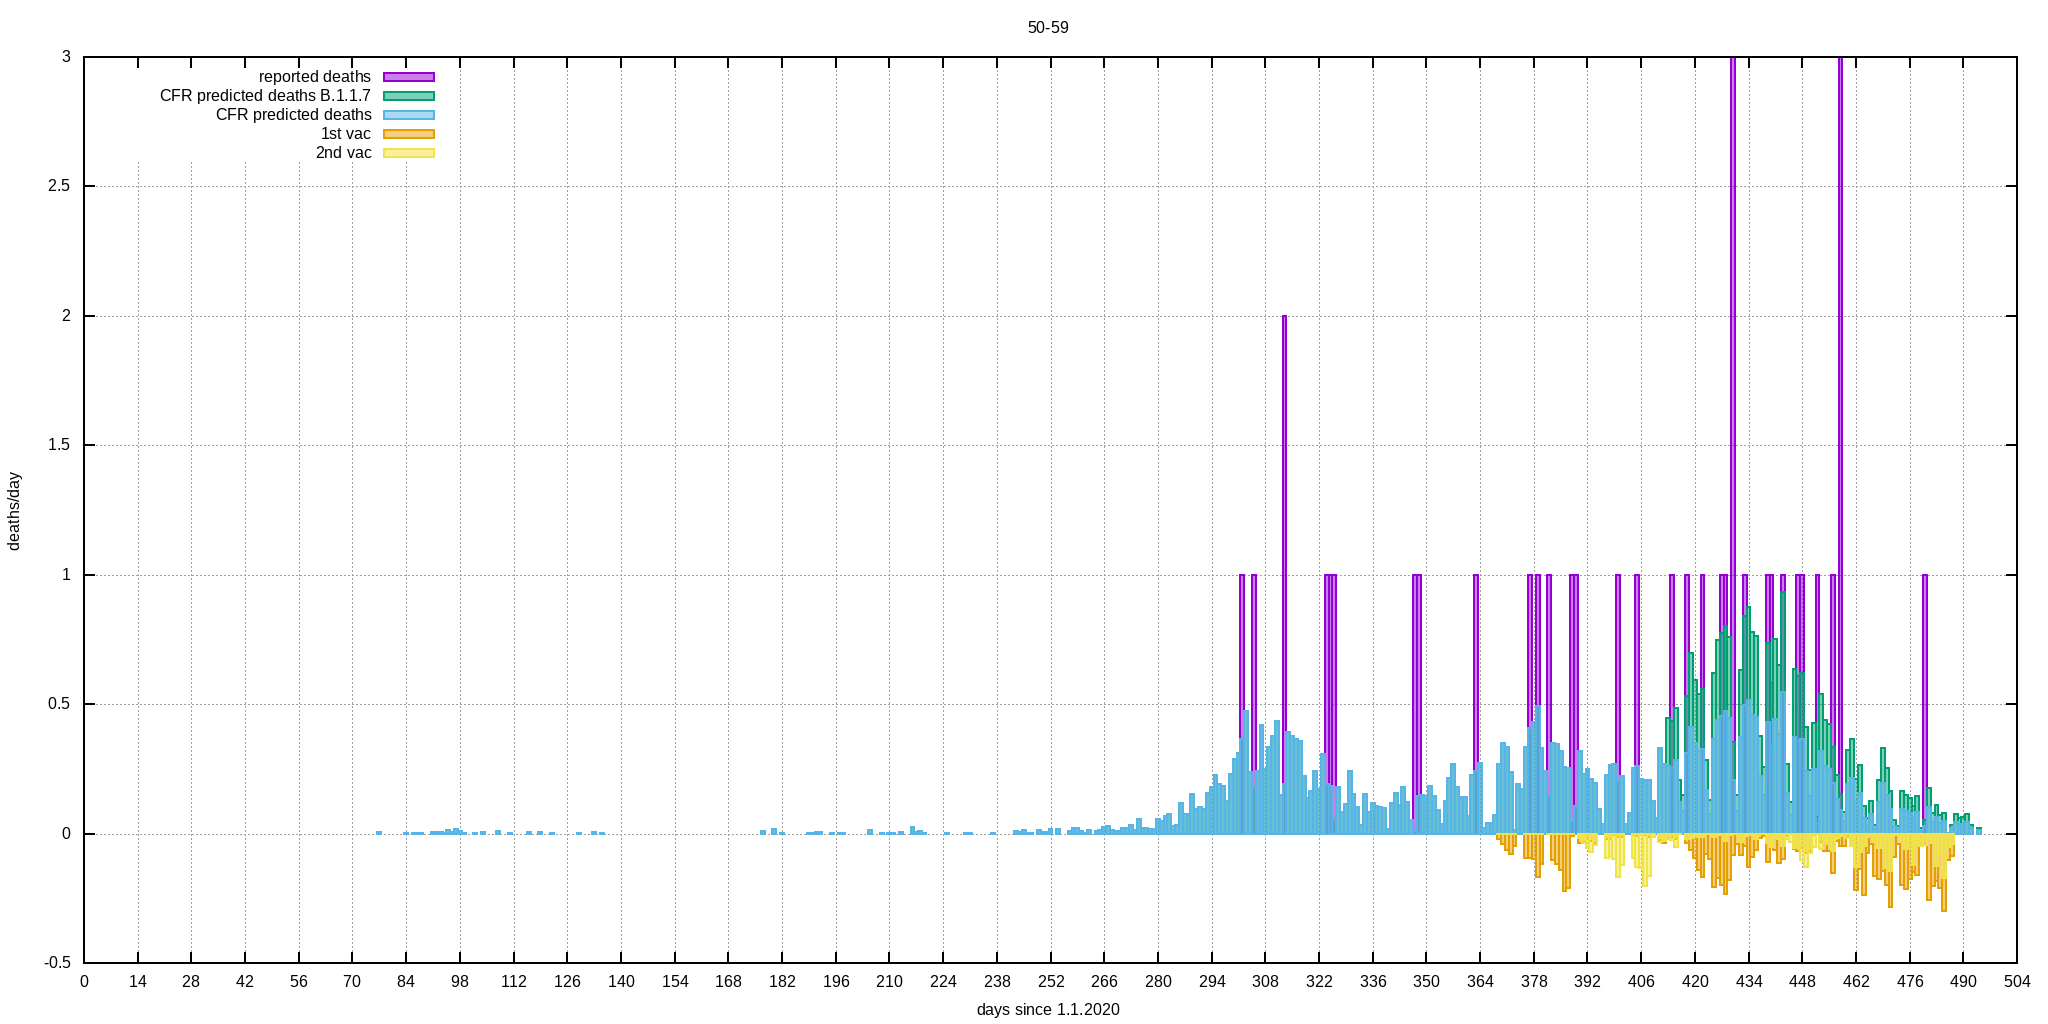 50-59
reported deaths
CFR predicted deaths B.1.1.7
CFR predicted deaths
1st vac
2nd vac
3
2.5
2
1.5
1
0.5
0
-0.5
deaths/day
0 14 28 42 56 70 84 98 112 126 140 154 168 182 196 210 224 238 252 266 280 294 308 322 336 350 364 378 392 406 420 434 448 462 476 490 504
days since 1.1.2020